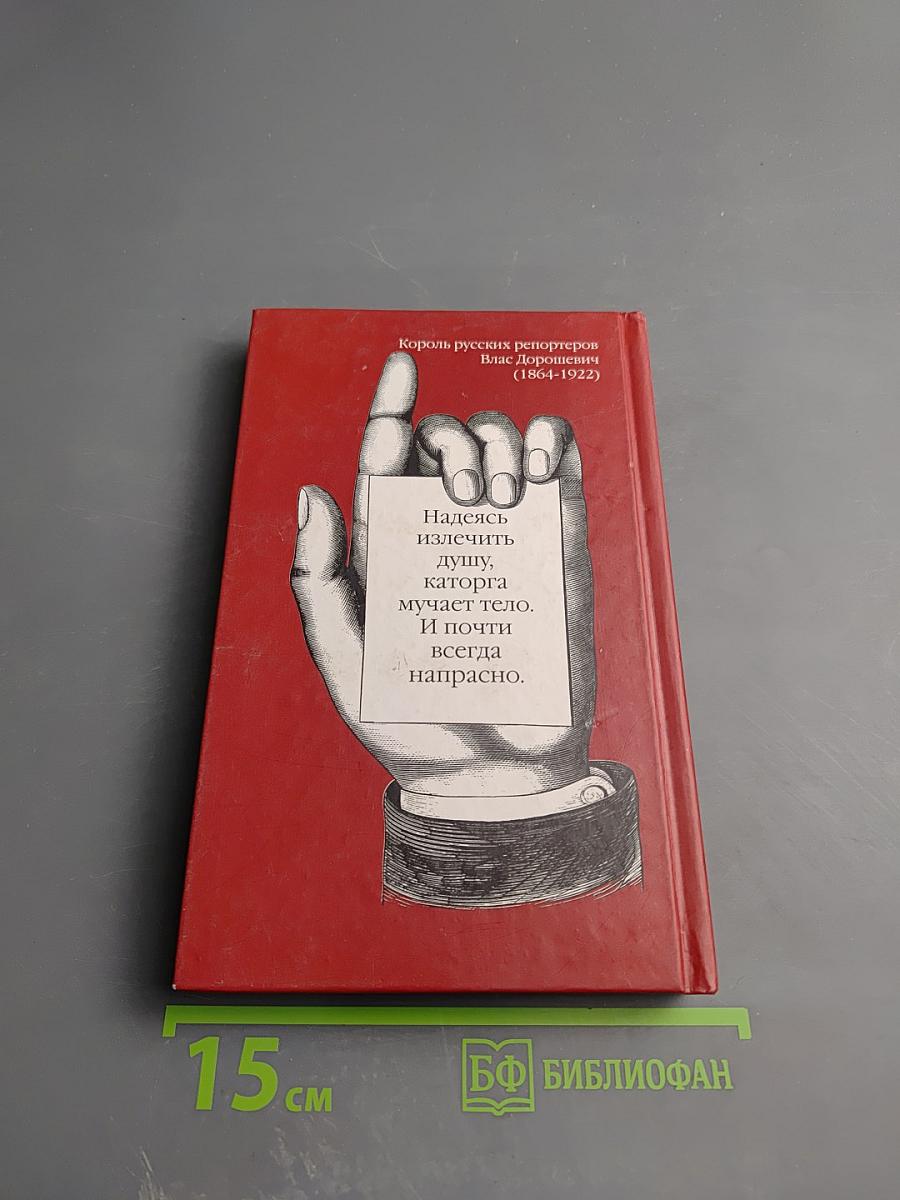 Король русских репортеров
Влас Дорошевич
(1864-1922)
Надеясь
излечить
душу,
каторга
мучает тело.
И почти
всегда
напрасно.
15 см
БФ БИБЛИОФАН